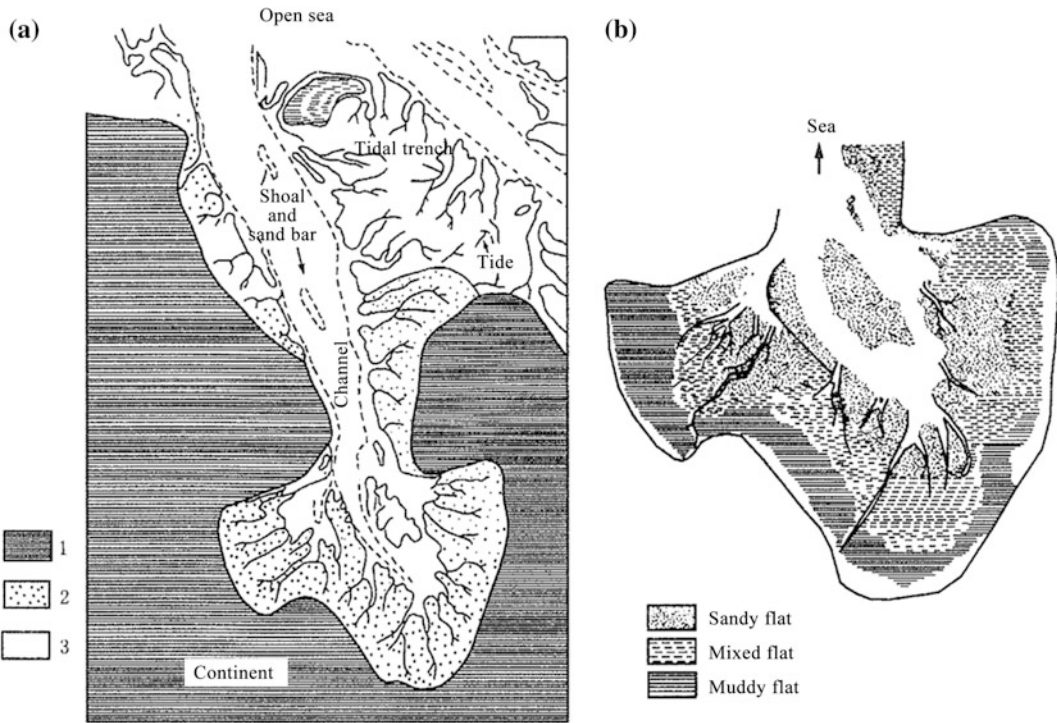 (a)
Open sea
Tidal trench
Shoal
and
sand bar
Tide
Channel
1
2
3
Continent
(b)
Sea
Sandy flat
Mixed flat
Muddy flat